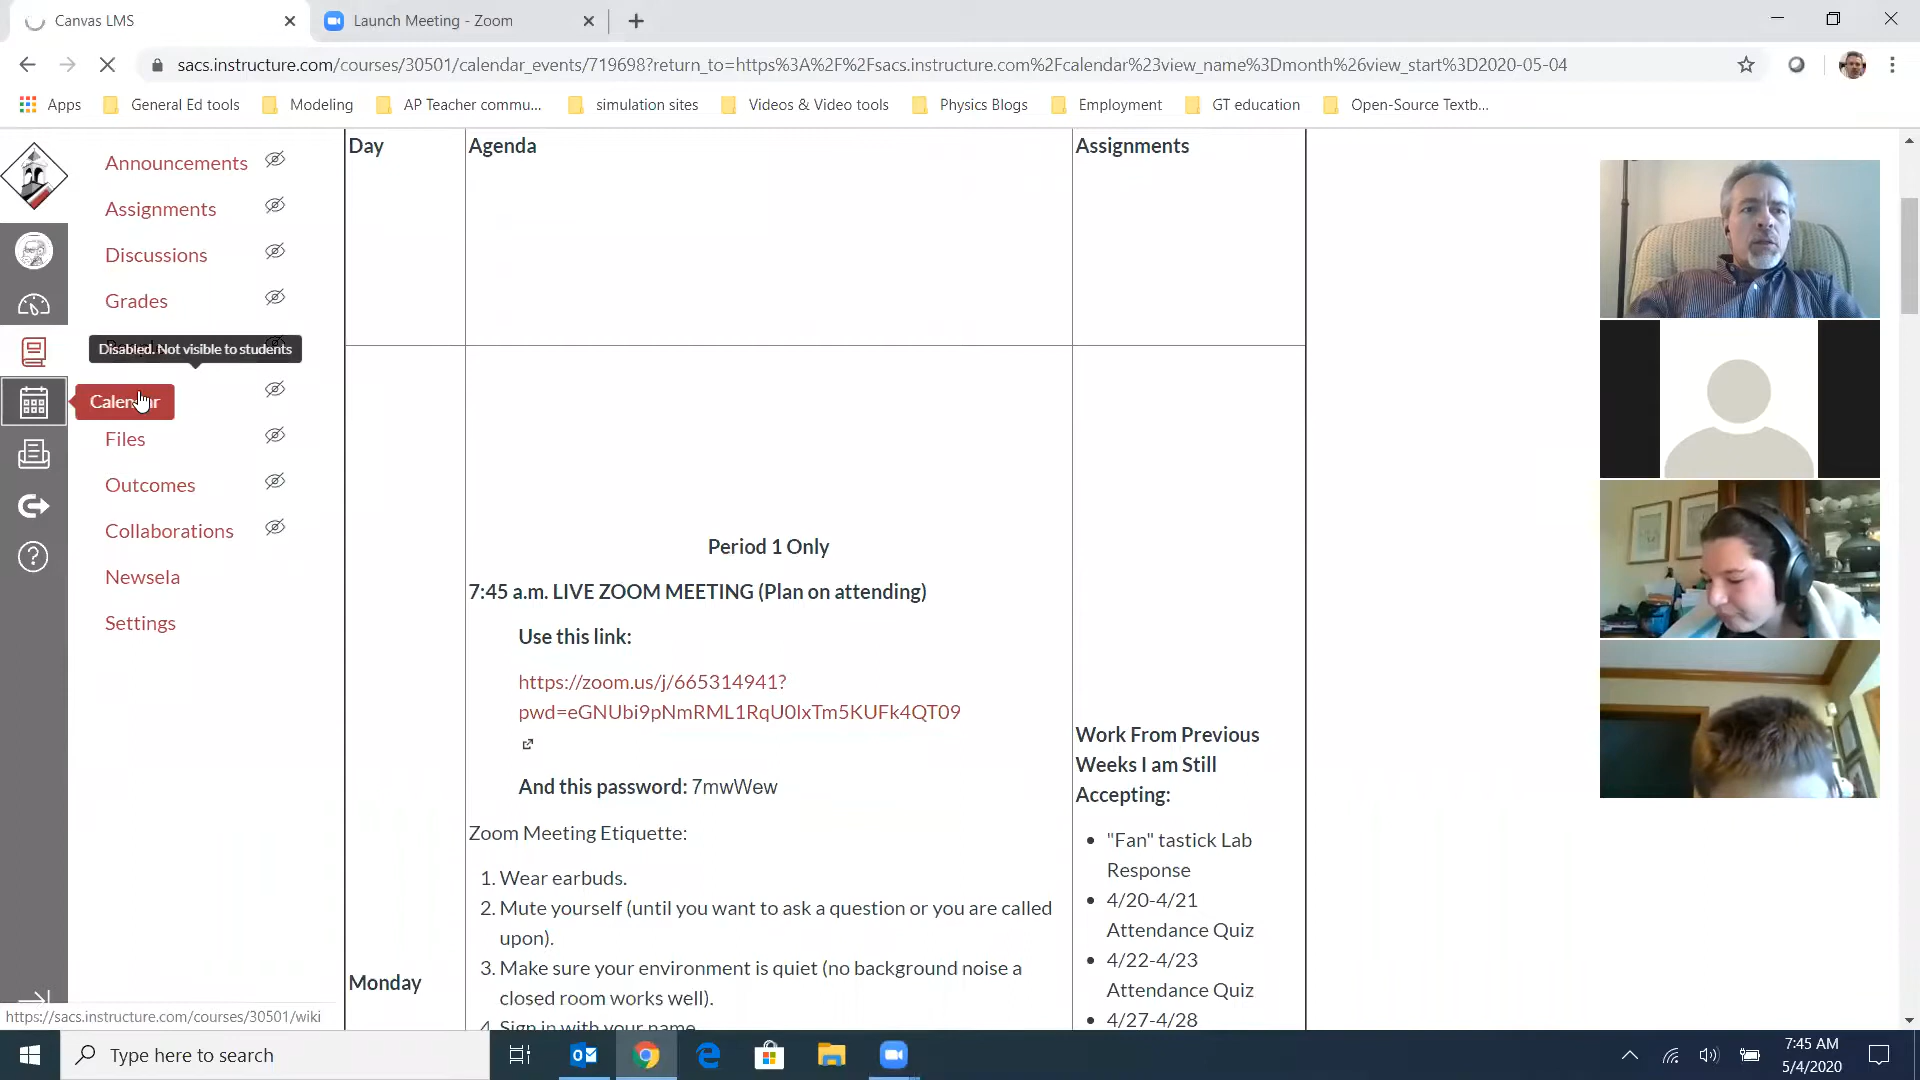 Canvas LMS
Launch Meeting - Zoom
sacs.instructure.com/courses/30501/calendar_events/719698?return_to=https%3A%2F%2Fsacs.instructure.com%2Fcalendar%23view_name%3Dmonth%26view_start%3D2020-05-04
Apps
General Ed tools
Modeling
AP Teacher commu...
simulation sites
Videos & Video tools
Physics Blogs
Employment
GT education
Open-Source Textb...
Announcements
Assignments
Discussions
Grades
Disabled. Not visible to students
Calendar
Files
Outcomes
Collaborations
Newsela
Settings
Day
Agenda
Assignments
Period 1 Only
7:45 a.m. LIVE ZOOM MEETING (Plan on attending)
Use this link:
https://zoom.us/j/665314941?
pwd=eGNUbi9pNmRML1RqU0lxTm5KUFk4QT09
And this password: 7mwWew
Zoom Meeting Etiquette:
1. Wear earbuds.
2. Mute yourself (until you want to ask a question or you are called
upon).
3. Make sure your environment is quiet (no background noise a
closed room works well).
4. Sign in with your name
Monday
Work From Previous
Weeks I am Still
Accepting:
"Fan" tastick Lab
Response
4/20-4/21
Attendance Quiz
4/22-4/23
Attendance Quiz
4/27-4/28
https://sacs.instructure.com/courses/30501/wiki
Type here to search
7:45 AM
5/4/2020